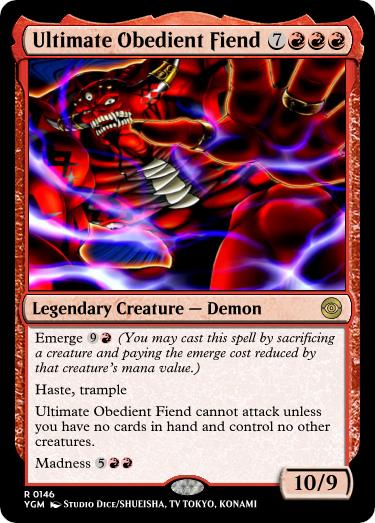 Ultimate Obedient Fiend 7
Legendary Creature — Demon
Emerge 9 (You may cast this spell by sacrificing
a creature and paying the emerge cost reduced by
that creature's mana value.)
Haste, trample
Ultimate Obedient Fiend cannot attack unless
you have no cards in hand and control no other
creatures.
Madness 5
10/9
R 0146
YGM Studio Dice/SHUEISHA, TV TOKYO, KONAMI